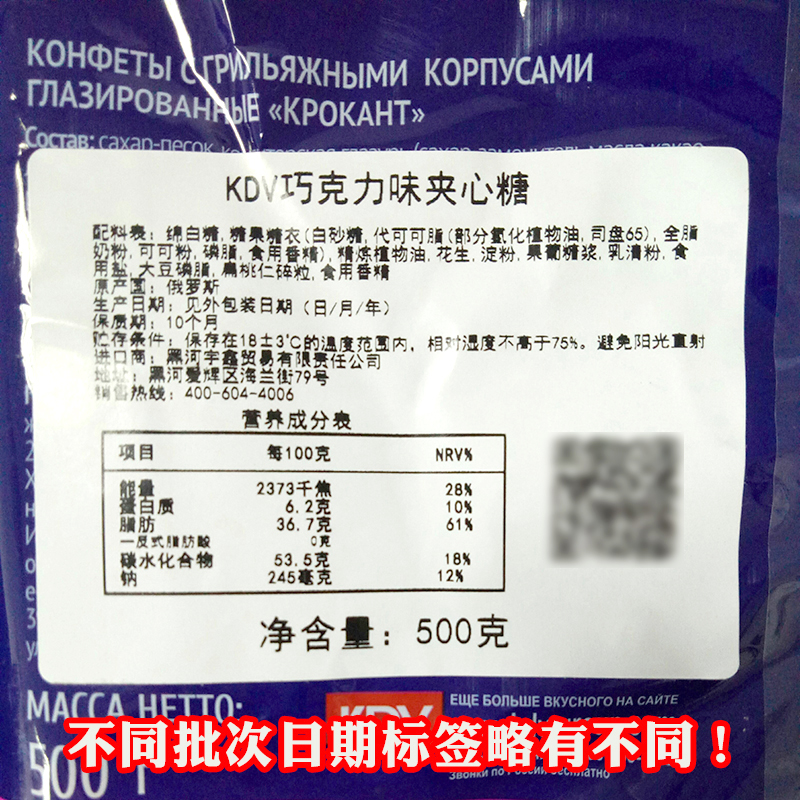 КОНФЕТЫ С ГРИЛЬЯЖНЫМИ КОРПУСАМИ
ГЛАЗИРОВАННЫЕ «КРОКАНТ»
Состав: сахар-песок,
KDV巧克力味夹心糖
配料表：绵白糖,糖果糖衣(白砂糖,代可可脂(部分氢化植物油,司盘65),全脂
奶粉,可可粉,磷脂,食用香精),精炼植物油,花生,淀粉,果葡糖浆,乳清粉,食
用盐,大豆磷脂,扁桃仁碎粒,食用香精
原产国：俄罗斯
生产日期：见外包装日期（日/月/年）
保质期：10个月
贮存条件：保存在18±3℃的温度范围内，相对湿度不高于75%。避免阳光直射
进口商：黑河宇鑫贸易有限责任公司
地址：黑河爱辉区海兰街79号
销售热线：400-604-4006
营养成分表
项目 每100克 NRV%
能量 2373千焦 28%
蛋白质 6.2克 10%
脂肪 36.7克 61%
—反式脂肪酸 0克
碳水化合物 53.5克 18%
钠 245毫克 12%
净含量：500克
МАССА НЕТТО:
500 г
KDV
ЕЩЕ БОЛЬШЕ ВКУСНОГО НА САЙТЕ
不同批次日期标签略有不同！
Звонки по России бесплатно